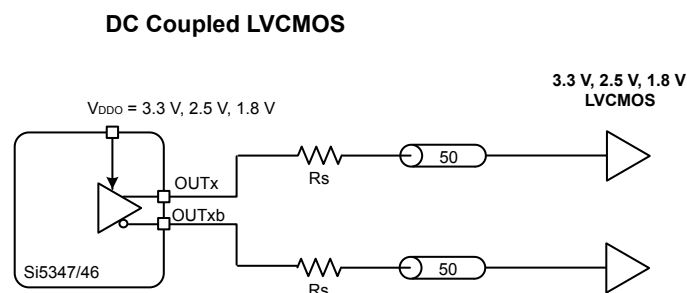 DC Coupled LVCMOS
3.3 V, 2.5 V, 1.8 V
LVCMOS
VDDO = 3.3 V, 2.5 V, 1.8 V
OUTx
Rs
50
OUTxb
Si5347/46
Rs
50